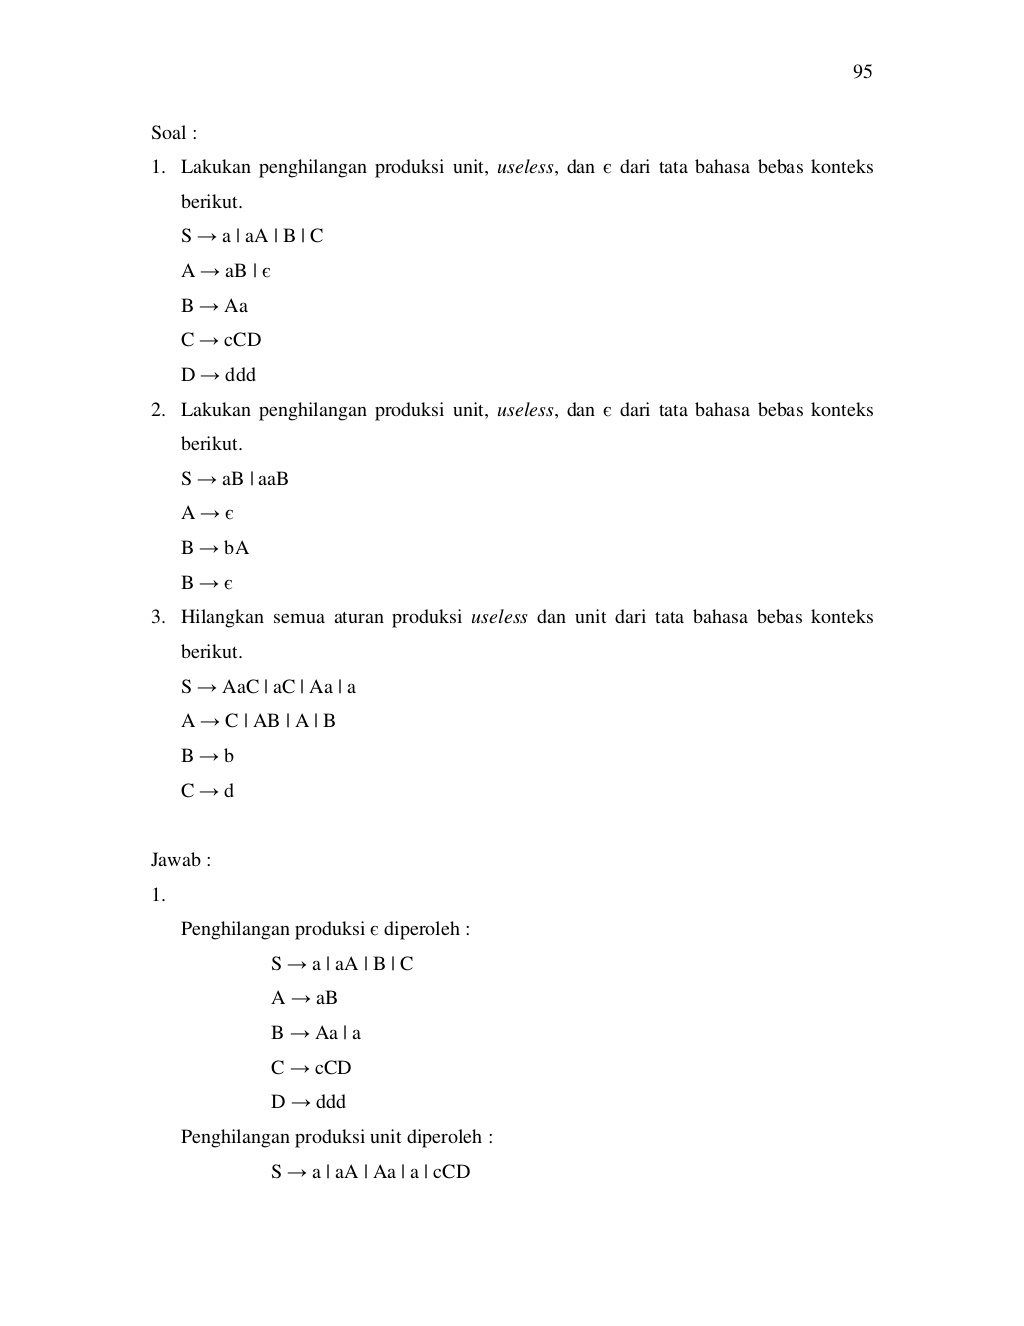 95
Soal :
1. Lakukan penghilangan produksi unit, useless, dan є dari tata bahasa bebas konteks
berikut.
S → a | aA | B | C
A → aB | є
B → Aa
C → cCD
D → ddd
2. Lakukan penghilangan produksi unit, useless, dan є dari tata bahasa bebas konteks
berikut.
S → aB | aaB
A → є
B → bA
B → є
3. Hilangkan semua aturan produksi useless dan unit dari tata bahasa bebas konteks
berikut.
S → AaC | aC | Aa | a
A → C | AB | A | B
B → b
C → d
Jawab :
1.
Penghilangan produksi є diperoleh :
S → a | aA | B | C
A → aB
B → Aa | a
C → cCD
D → ddd
Penghilangan produksi unit diperoleh :
S → a | aA | Aa | a | cCD